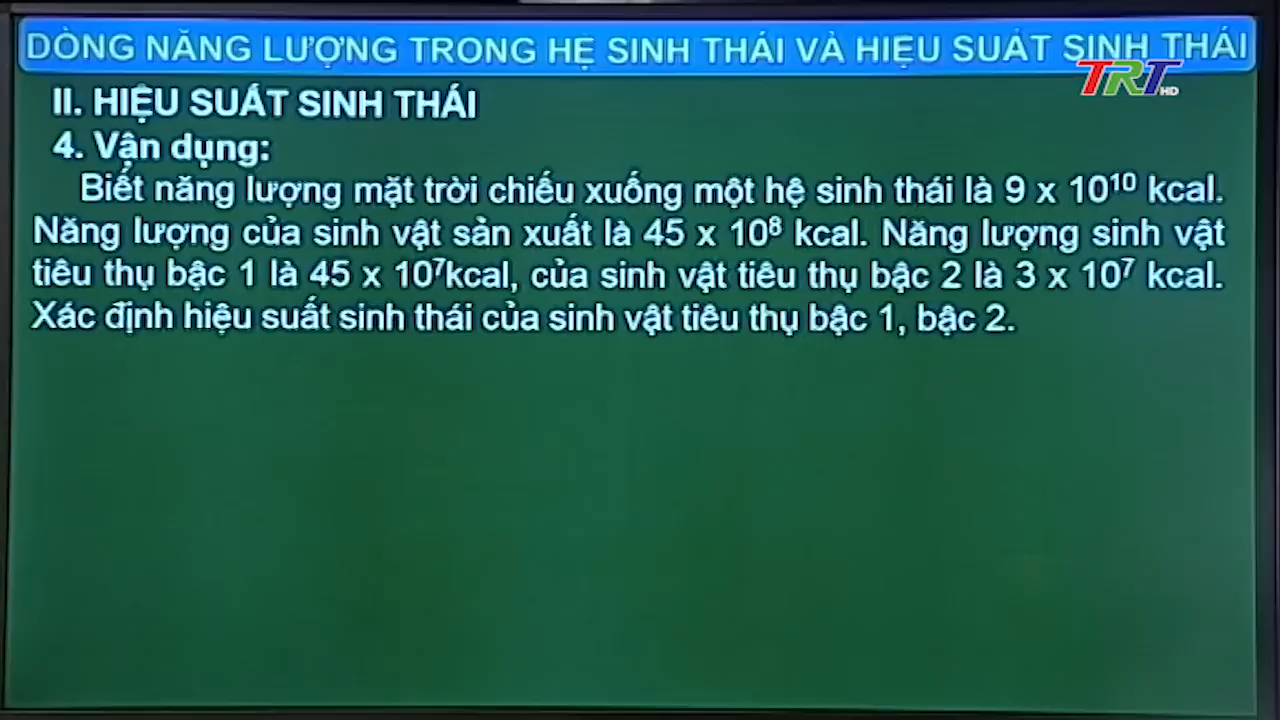 DÒNG NĂNG LƯỢNG TRONG HỆ SINH THÁI VÀ HIỆU SUẤT SINH THÁI
TRT HD
II. HIỆU SUẤT SINH THÁI
4. Vận dụng:
Biết năng lượng mặt trời chiếu xuống một hệ sinh thái là 9 x 10¹⁰ kcal.
Năng lượng của sinh vật sản xuất là 45 x 10⁸ kcal. Năng lượng sinh vật
tiêu thụ bậc 1 là 45 x 10⁷kcal, của sinh vật tiêu thụ bậc 2 là 3 x 10⁷ kcal.
Xác định hiệu suất sinh thái của sinh vật tiêu thụ bậc 1, bậc 2.